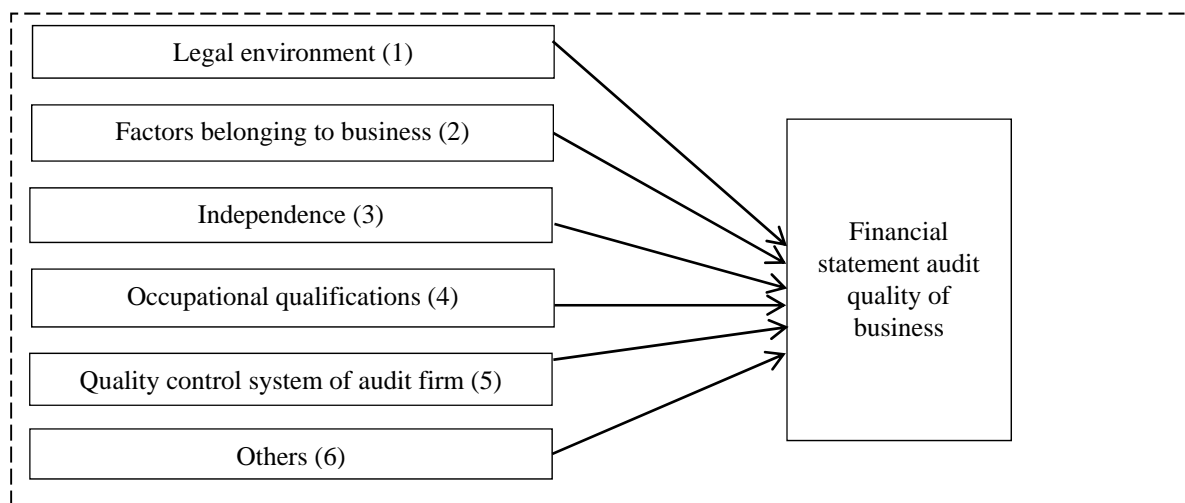 Legal environment (1)
Factors belonging to business (2)
Independence (3)
Occupational qualifications (4)
Quality control system of audit firm (5)
Others (6)
Financial
statement audit
quality of
business